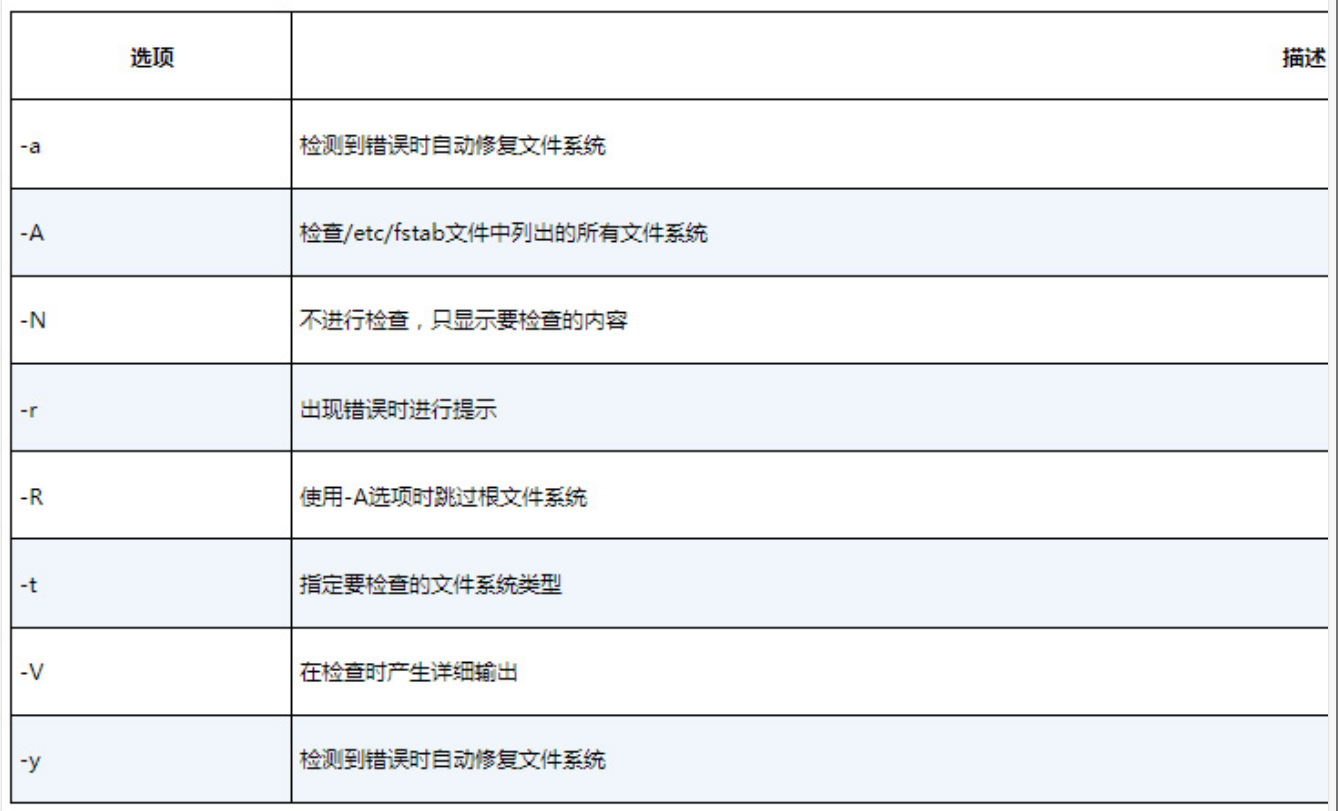 选项 描述
-a 检测到错误时自动修复文件系统
-A 检查/etc/fstab文件中列出的所有文件系统
-N 不进行检查，只显示要检查的内容
-r 出现错误时进行提示
-R 使用-A选项时跳过根文件系统
-t 指定要检查的文件系统类型
-V 在检查时产生详细输出
-y 检测到错误时自动修复文件系统